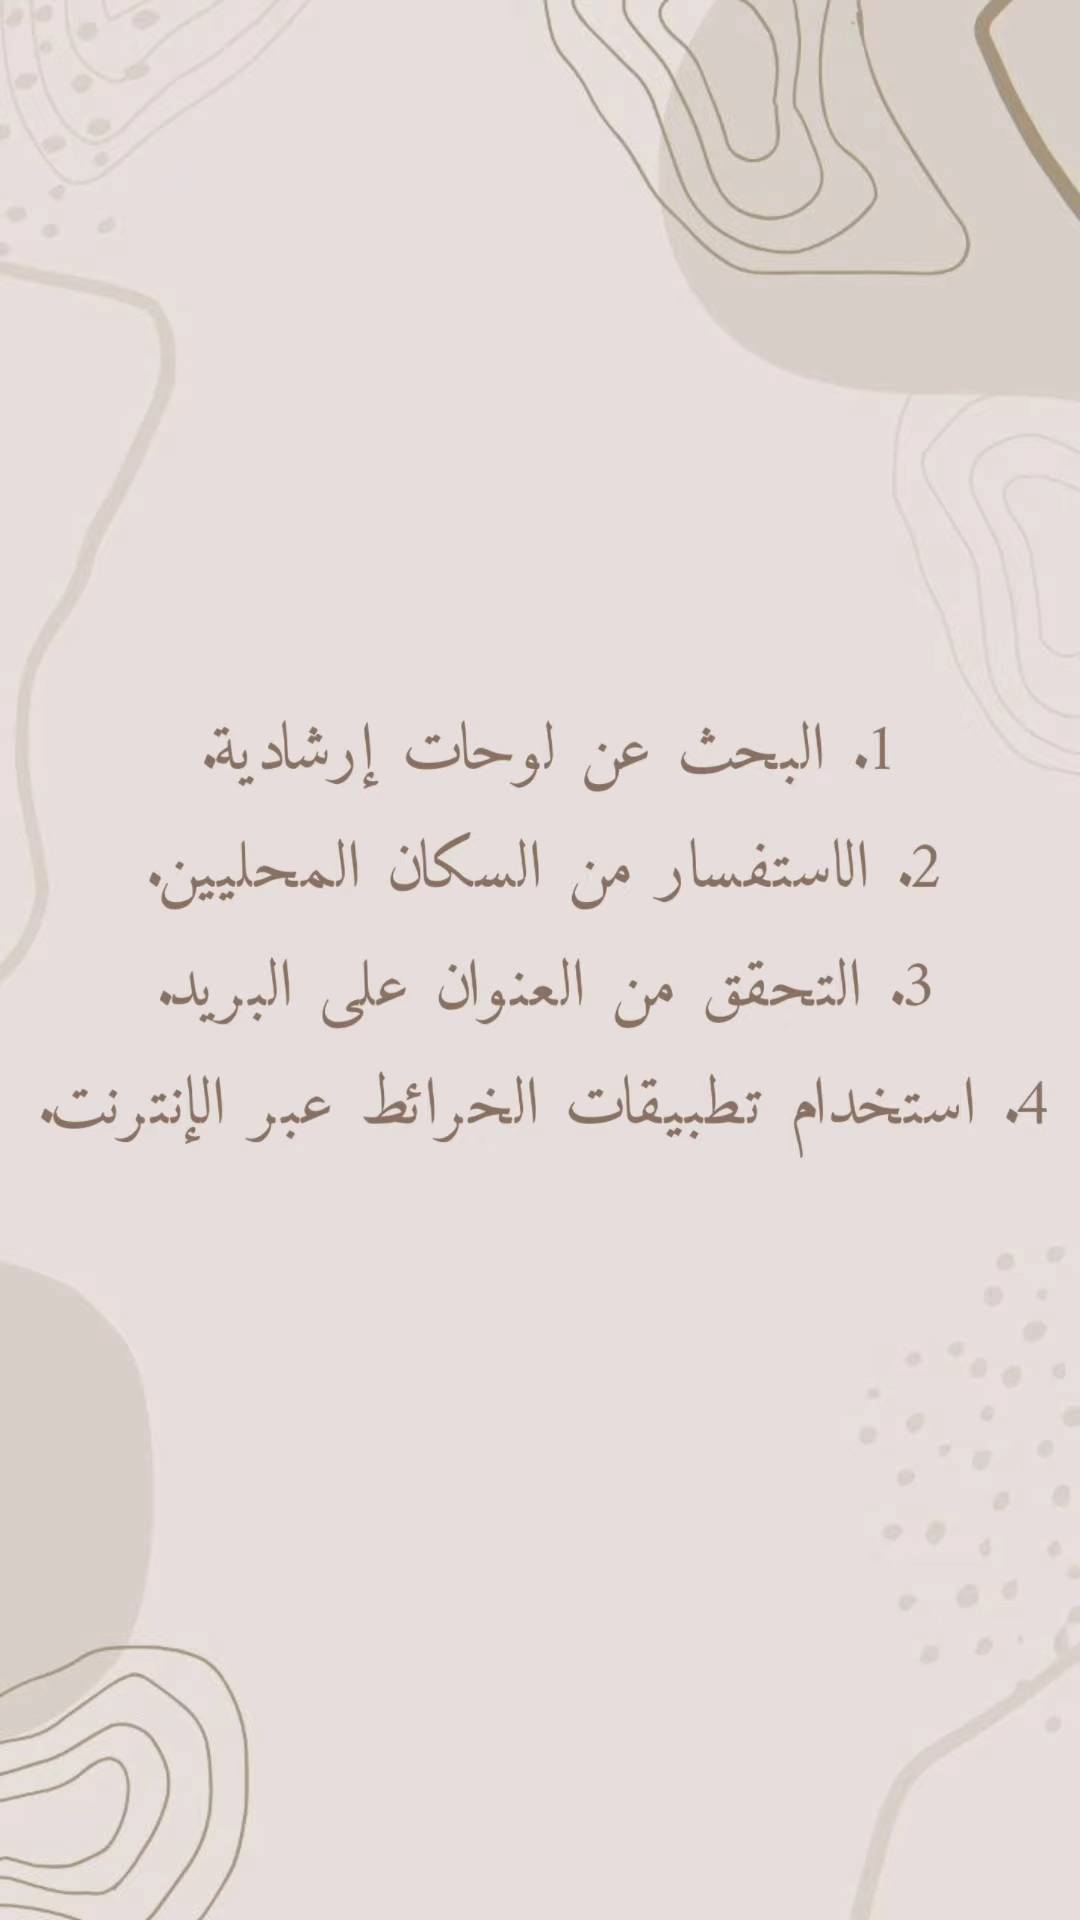 1. البحث عن لوحات إرشادية.
2. الاستفسار من السكان المحليين.
3. التحقق من العنوان على البريد.
4. استخدام تطبيقات الخرائط عبر الإنترنت.